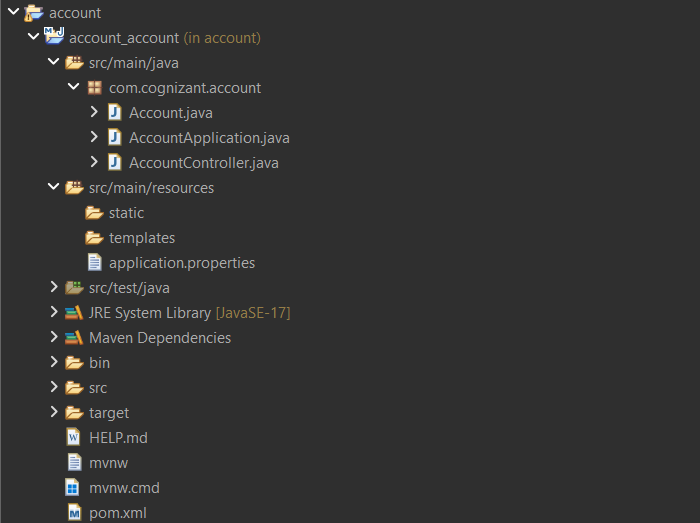 account
account_account (in account)
src/main/java
com.cognizant.account
Account.java
AccountApplication.java
AccountController.java
src/main/resources
static
templates
application.properties
src/test/java
JRE System Library [JavaSE-17]
Maven Dependencies
bin
src
target
HELP.md
mvnw
mvnw.cmd
pom.xml